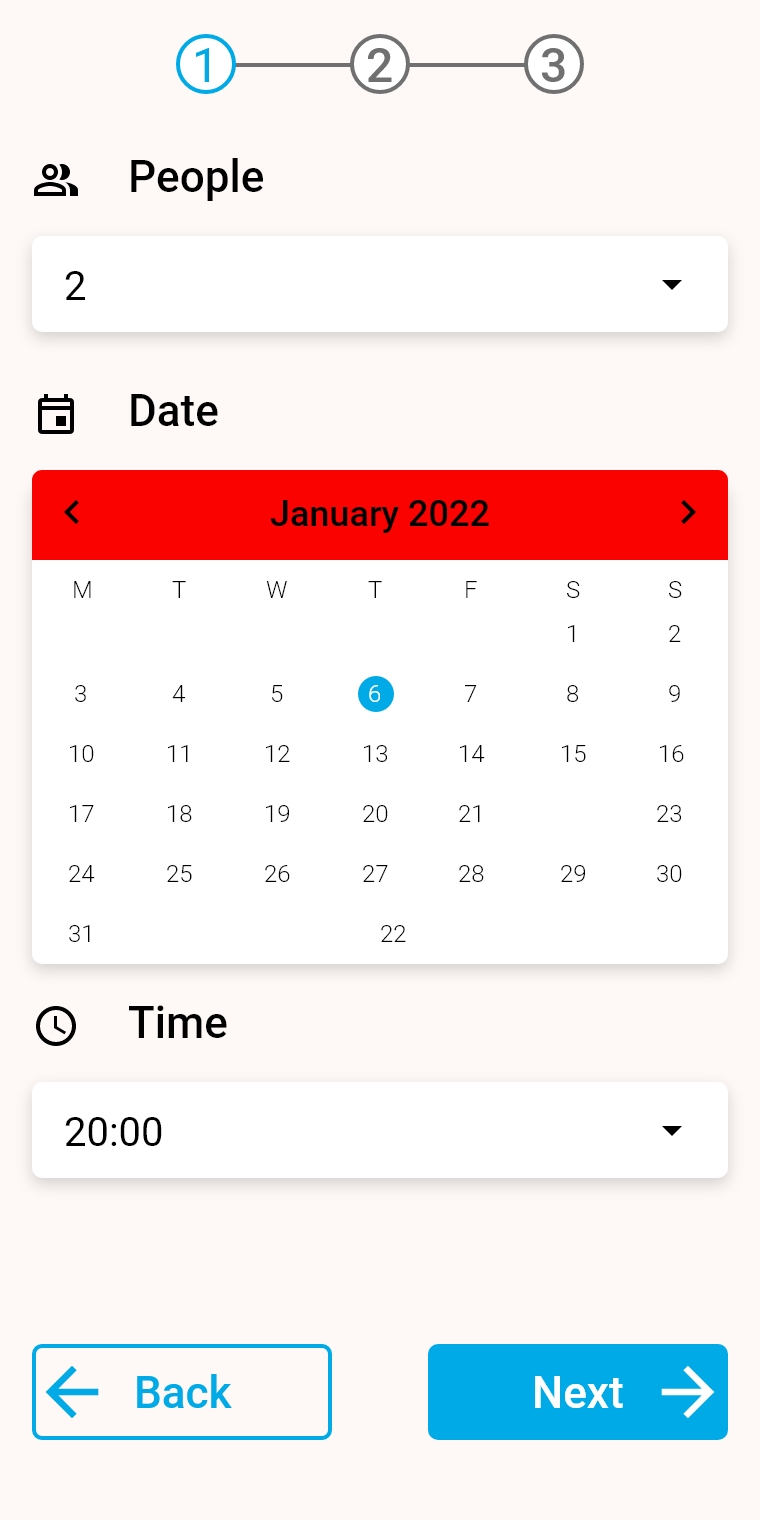 1 2 3
People
2
Date
January 2022
M T W T F S S
1 2
3 4 5 6 7 8 9
10 11 12 13 14 15 16
17 18 19 20 21 23
24 25 26 27 28 29 30
31 22
Time
20:00
Back Next